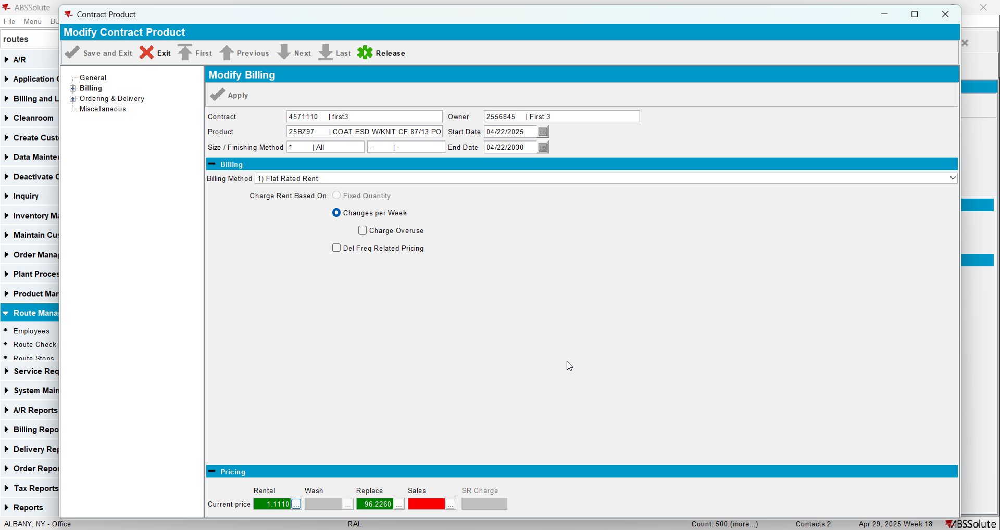 ABSSolute
File Menu BU
routes
A/R
Application
Billing and L
Cleanroom
Create Cust
Data Mainte
Deactivate
Inquiry
Inventory Ma
Maintain Cus
Order Mana
Plant Proces
Product Man
Route Mana
Employees
Route Check
Route Stops
Service Req
System Main
A/R Reports
Billing Repo
Delivery Rep
Order Repo
Tax Reports
Reports
Contract Product
Modify Contract Product
Save and Exit Exit First Previous Next Last Release
General
Billing
Ordering & Delivery
Miscellaneous
Modify Billing
Apply
Contract 4571110 | first3 Owner 2556845 | First 3
Product 25BZ97 | COAT ESD W/KNIT CF 87/13 PO Start Date 04/22/2025 16
Size / Finishing Method * | All - | - End Date 04/22/2030 16
Billing
Billing Method 1) Flat Rated Rent
Charge Rent Based On Fixed Quantity
Changes per Week
Charge Overuse
Del Freq Related Pricing
Pricing
Rental Wash Replace Sales SR Charge
Current price 1.1110 ... ... 96.2260 ... ...
ALBANY, NY - Office RAL Count: 500 (more...) Contacts 2 Apr 29, 2025 Week 18 ABSSolute